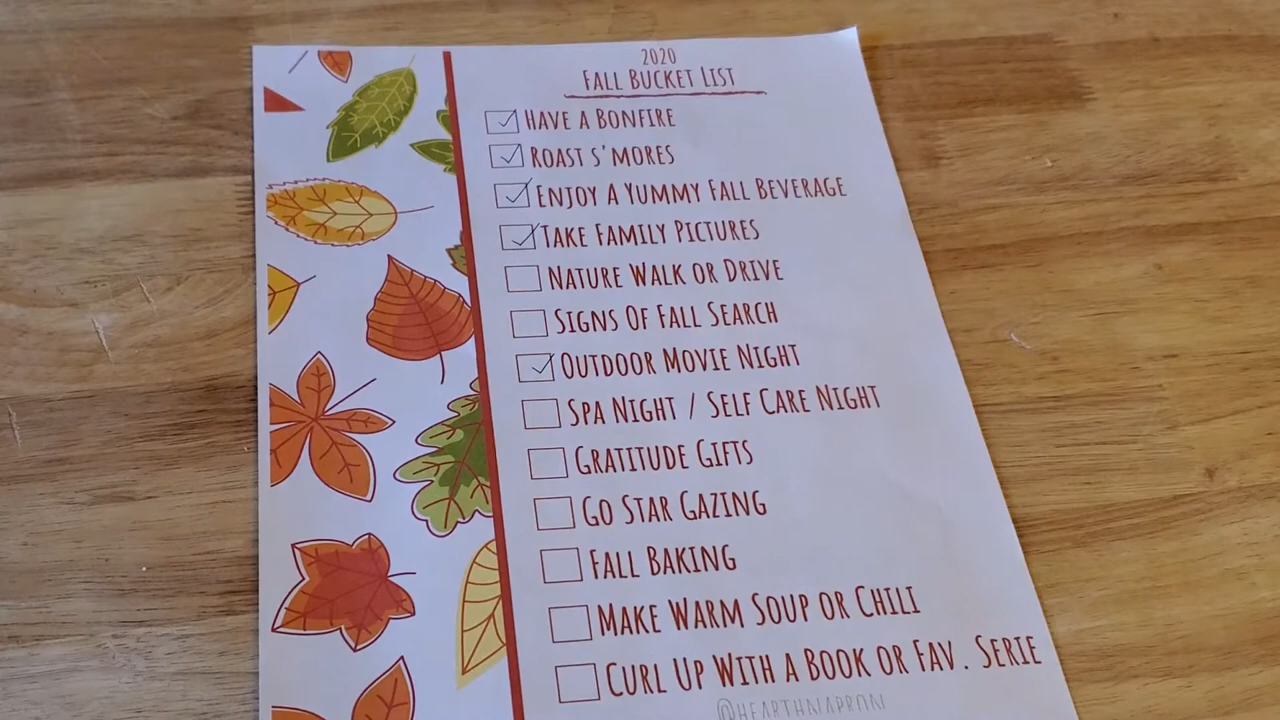 2020
FALL BUCKET LIST
HAVE A BONFIRE
ROAST S'MORES
ENJOY A YUMMY FALL BEVERAGE
TAKE FAMILY PICTURES
NATURE WALK OR DRIVE
SIGNS OF FALL SEARCH
OUTDOOR MOVIE NIGHT
SPA NIGHT / SELF CARE NIGHT
GRATITUDE GIFTS
GO STAR GAZING
FALL BAKING
MAKE WARM SOUP OR CHILI
CURL UP WITH A BOOK OR FAV. SERIE
@HEARTHNAPRON